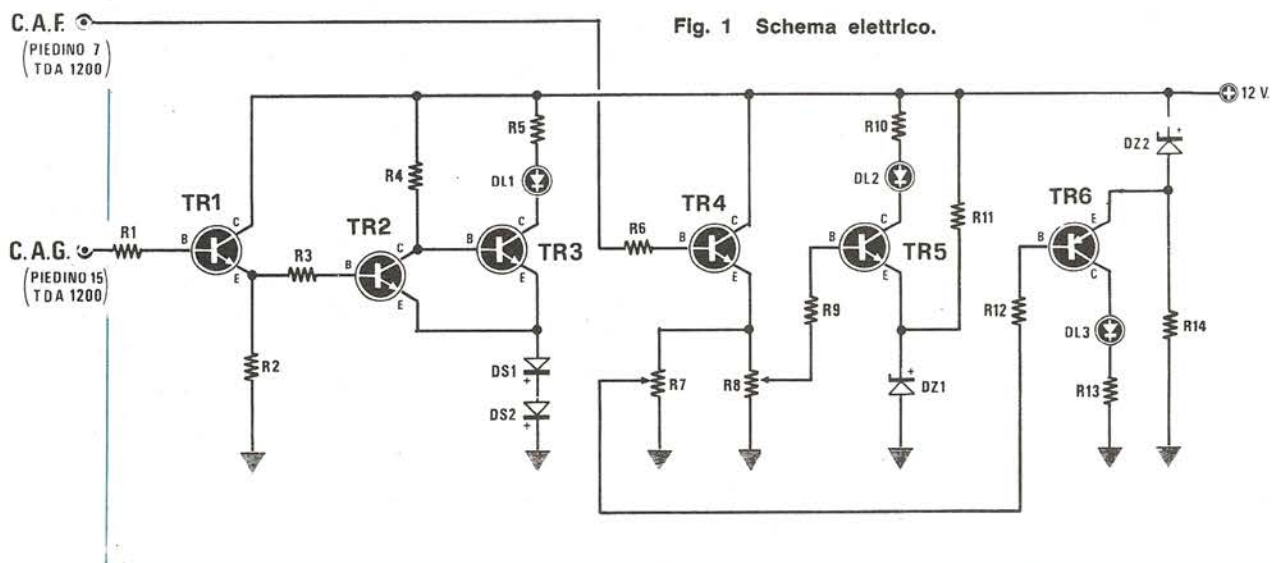 Fig. 1 Schema elettrico.
C.A.F.
(PIEDINO 7
TDA 1200)
12 V.
R5
R10
DZ2
R4
DL1
DL2
TR1
TR2
TR3
TR4
TR5
TR6
C
B
E
C
B
E
C
B
E
C
B
E
C
B
E
E
B
C
C.A.G.
(PIEDINO 15
TDA 1200)
R1
R3
R6
R11
R2
R9
R12
DL3
R14
DS1
R7
R8
DZ1
R13
DS2
+
+
+
+
+